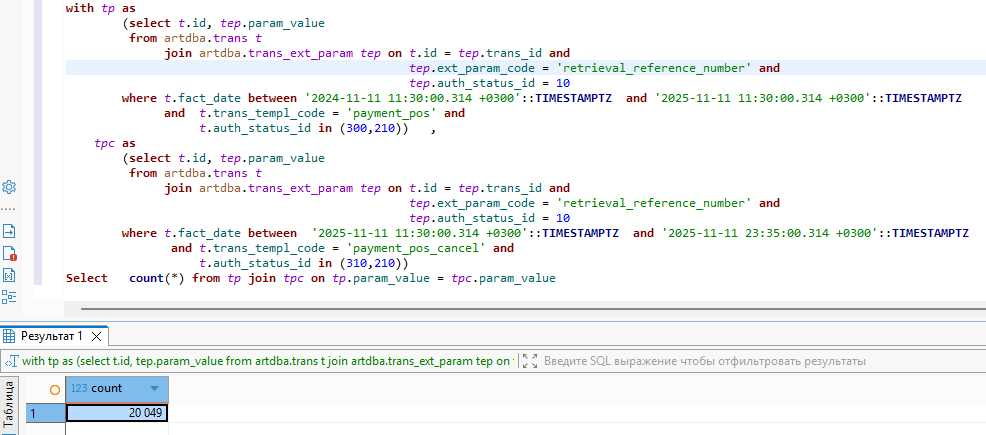 with tp as
(select t.id, tep.param_value
from artdba.trans t
join artdba.trans_ext_param tep on t.id = tep.trans_id and
tep.ext_param_code = 'retrieval_reference_number' and
tep.auth_status_id = 10
where t.fact_date between '2024-11-11 11:30:00.314 +0300'::TIMESTAMPTZ and '2025-11-11 11:30:00.314 +0300'::TIMESTAMPTZ
and t.trans_templ_code = 'payment_pos' and
t.auth_status_id in (300,210)) ,
tpc as
(select t.id, tep.param_value
from artdba.trans t
join artdba.trans_ext_param tep on t.id = tep.trans_id and
tep.ext_param_code = 'retrieval_reference_number' and
tep.auth_status_id = 10
where t.fact_date between '2025-11-11 11:30:00.314 +0300'::TIMESTAMPTZ and '2025-11-11 23:35:00.314 +0300'::TIMESTAMPTZ
and t.trans_templ_code = 'payment_pos_cancel' and
t.auth_status_id in (310,210))
Select count(*) from tp join tpc on tp.param_value = tpc.param_value
Результат 1
with tp as (select t.id, tep.param_value from artdba.trans t join artdba.trans_ext_param tep on Введите SQL выражение чтобы отфильтровать результаты
Таблица
123 count
1 20 049